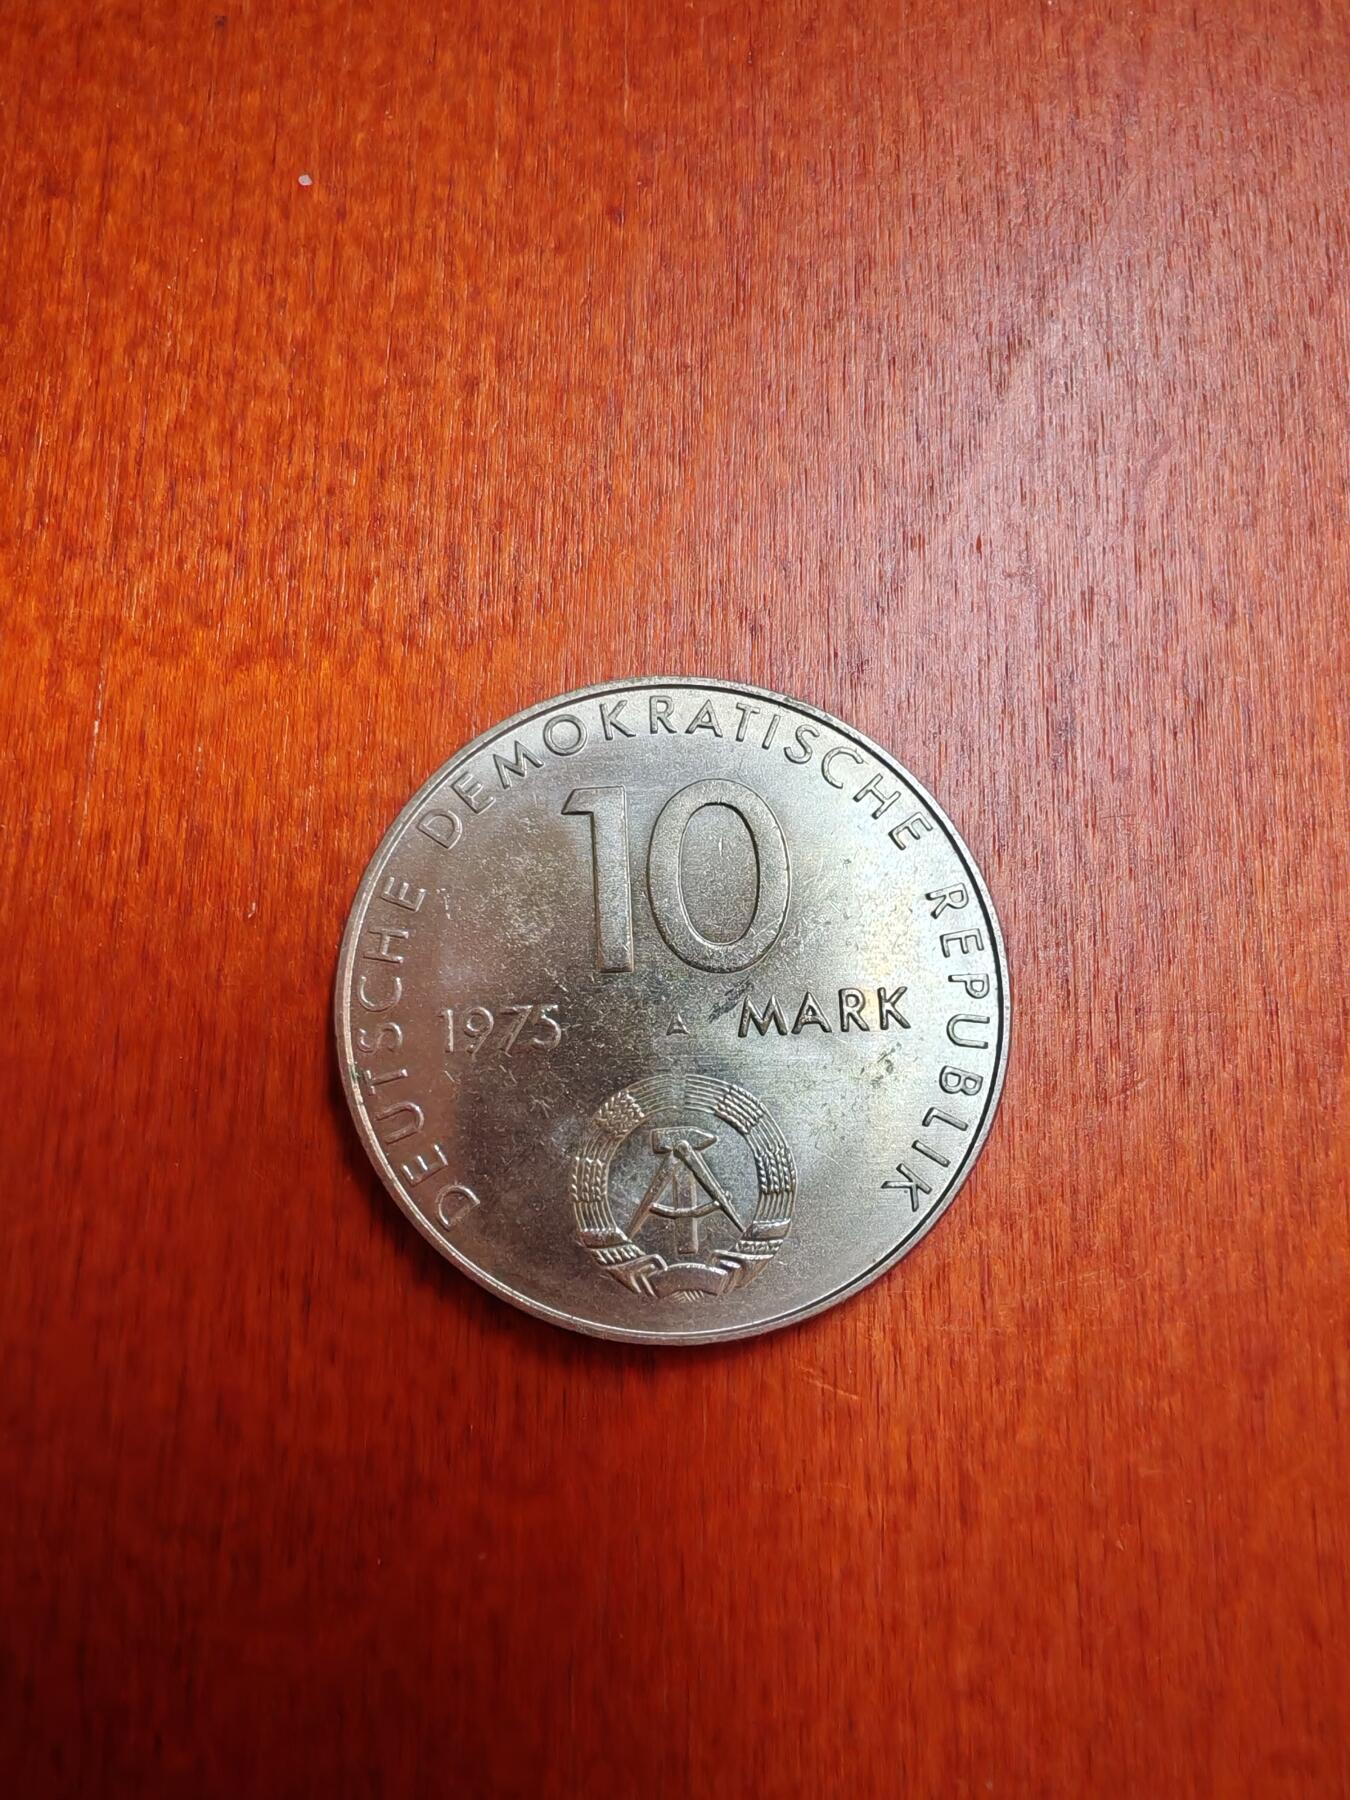 DEUTSCHE DEMOKRATISCHE REPUBLIK
10
1975 A MARK